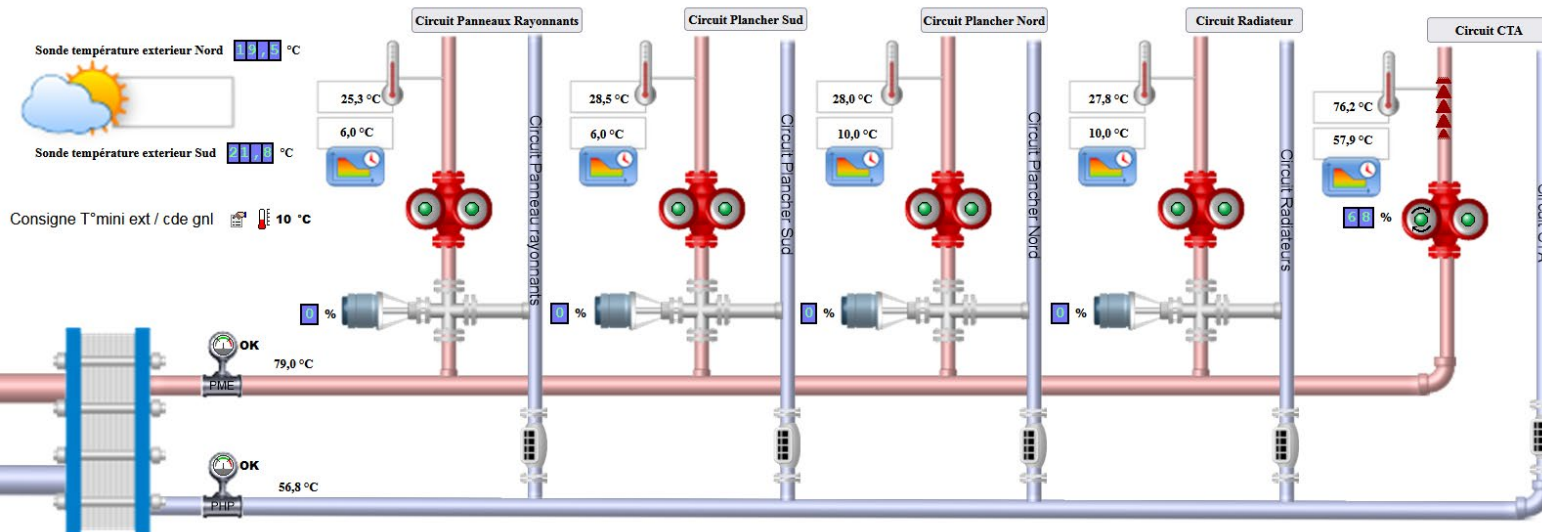 Circuit Panneaux Rayonnants
Circuit Plancher Sud
Circuit Plancher Nord
Circuit Radiateur
Circuit CTA
Sonde température exterieur Nord 19,5 °C
Sonde température exterieur Sud 21,8 °C
Consigne T°mini ext / cde gnl 10 °C
25,3 °C
6,0 °C
28,5 °C
6,0 °C
28,0 °C
10,0 °C
27,8 °C
10,0 °C
76,2 °C
57,9 °C
68 %
Circuit Panneau rayonnants
Circuit Plancher Sud
Circuit Plancher Nord
Circuit Radiateurs
Circuit CTA
0 %
0 %
0 %
0 %
OK
PME
79,0 °C
OK
PHP
56,8 °C